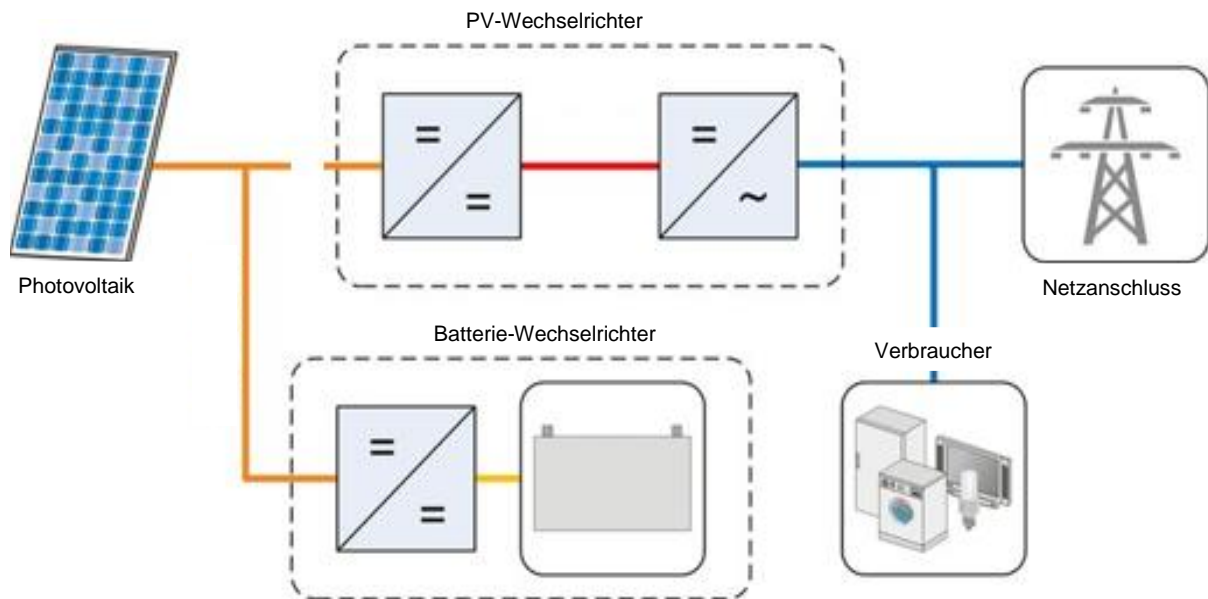 PV-Wechselrichter
=
=
=
~
Photovoltaik
Netzanschluss
Batterie-Wechselrichter
Verbraucher
=
=